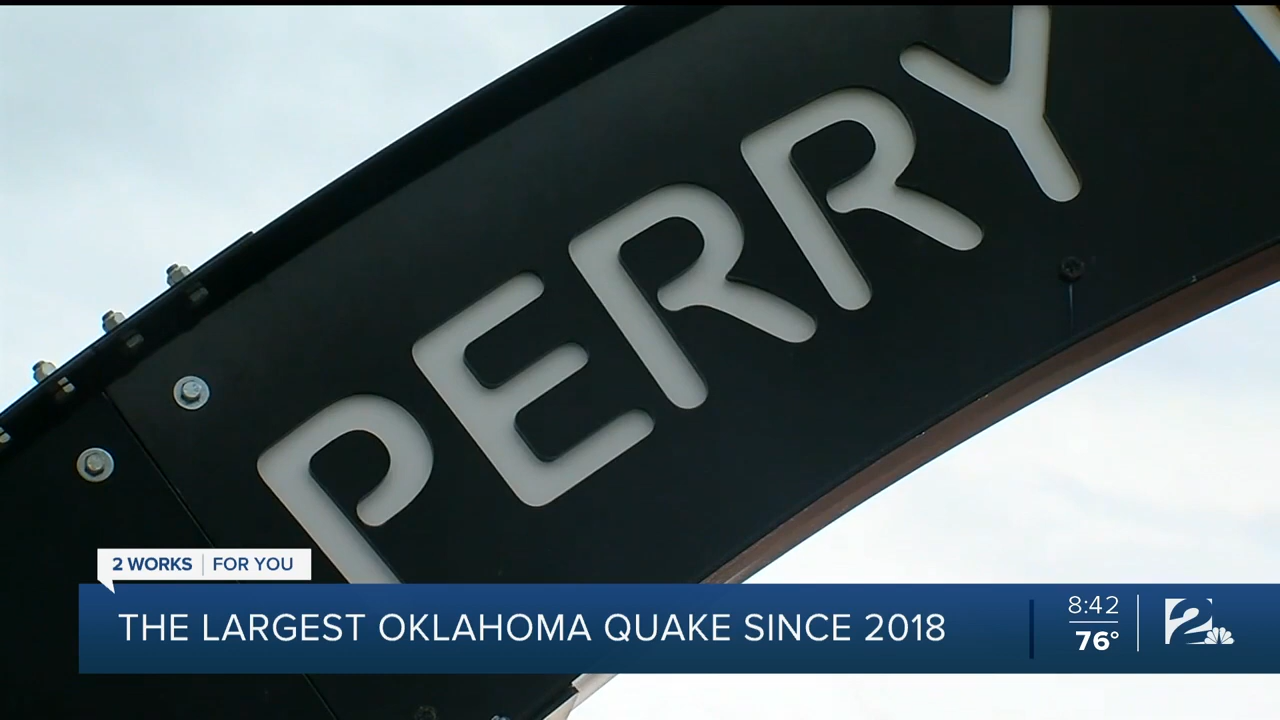 PERRY
2 WORKS FOR YOU
THE LARGEST OKLAHOMA QUAKE SINCE 2018
8:42
76°
2